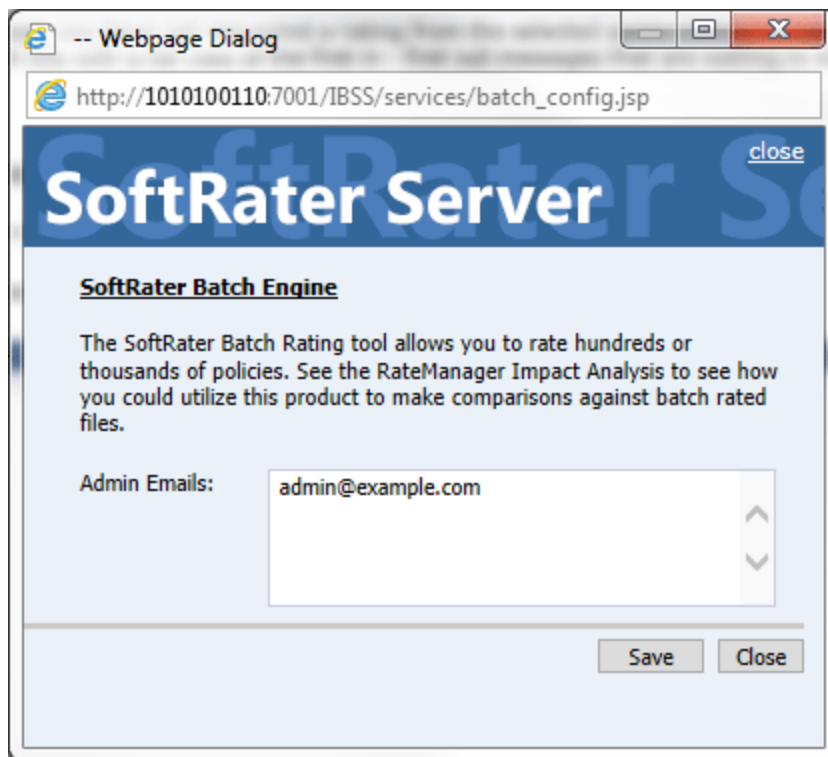 -- Webpage Dialog
http://1010100110:7001/IBSS/services/batch_config.jsp
close
SoftRater Server
SoftRater Batch Engine
The SoftRater Batch Rating tool allows you to rate hundreds or
thousands of policies. See the RateManager Impact Analysis to see how
you could utilize this product to make comparisons against batch rated
files.
Admin Emails:
admin@example.com
Save
Close